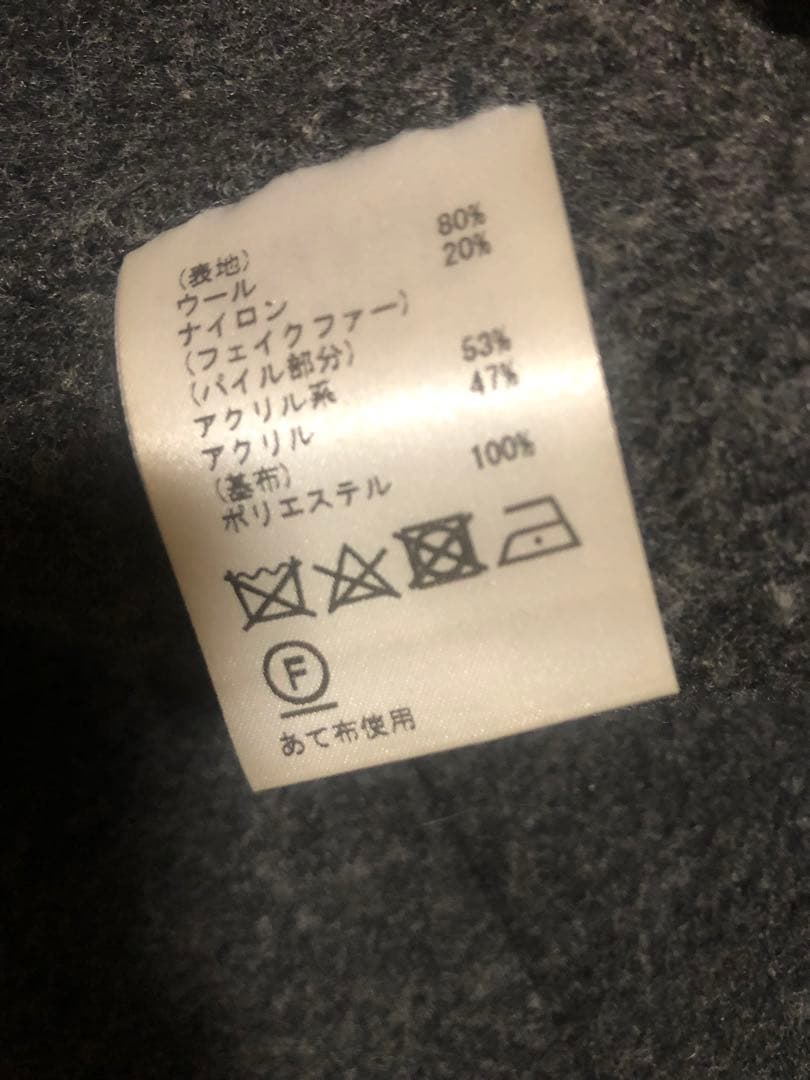 (表地)
ウール 80%
ナイロン 20%
(フェイクファー)
(パイル部分)
アクリル系 53%
アクリル 47%
(基布)
ポリエステル 100%
F
あて布使用